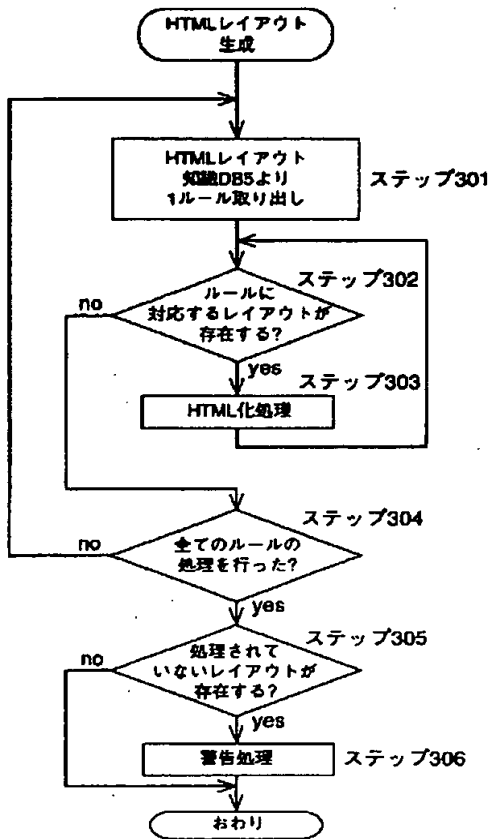 HTMLレイアウト
生成
HTMLレイアウト
知識DB5より
1ルール取り出し
ステップ301
ステップ302
ルールに
対応するレイアウトが
存在する?
no
yes
ステップ303
HTML化処理
ステップ304
全てのルールの
処理を行った?
no
yes
ステップ305
処理されて
いないレイアウトが
存在する?
no
yes
警告処理
ステップ306
おわり